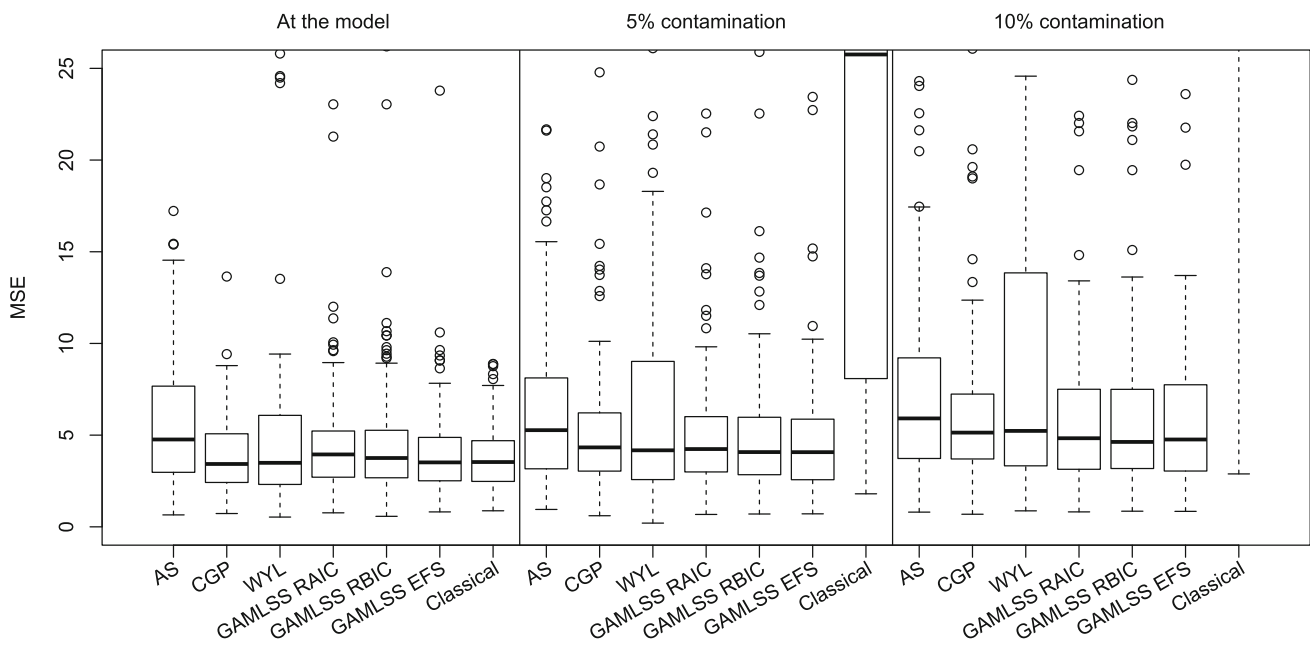 At the model
5% contamination
10% contamination
MSE
25
20
15
10
5
0
AS
CGP
WYL
GAMLSS RAIC
GAMLSS RBIC
GAMLSS EFS
Classical
AS
CGP
WYL
GAMLSS RAIC
GAMLSS RBIC
GAMLSS EFS
Classical
AS
CGP
WYL
GAMLSS RAIC
GAMLSS RBIC
GAMLSS EFS
Classical